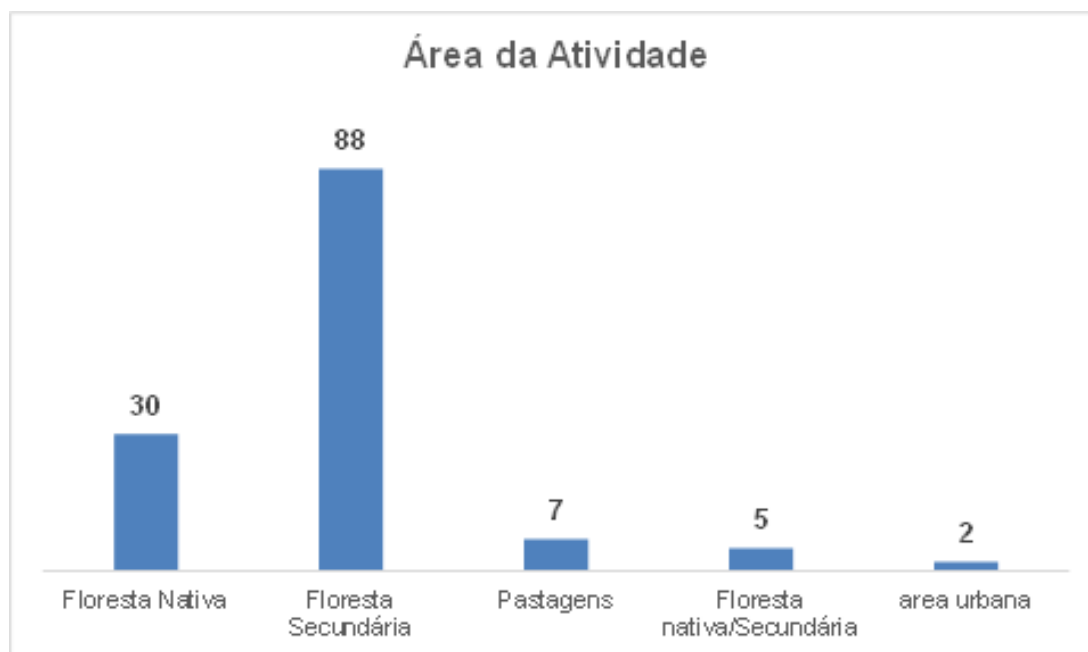 Área da Atividade
88
30
7
5
2
Floresta Nativa
Floresta
Secundária
Pastagens
Floresta
nativa/Secundária
area urbana